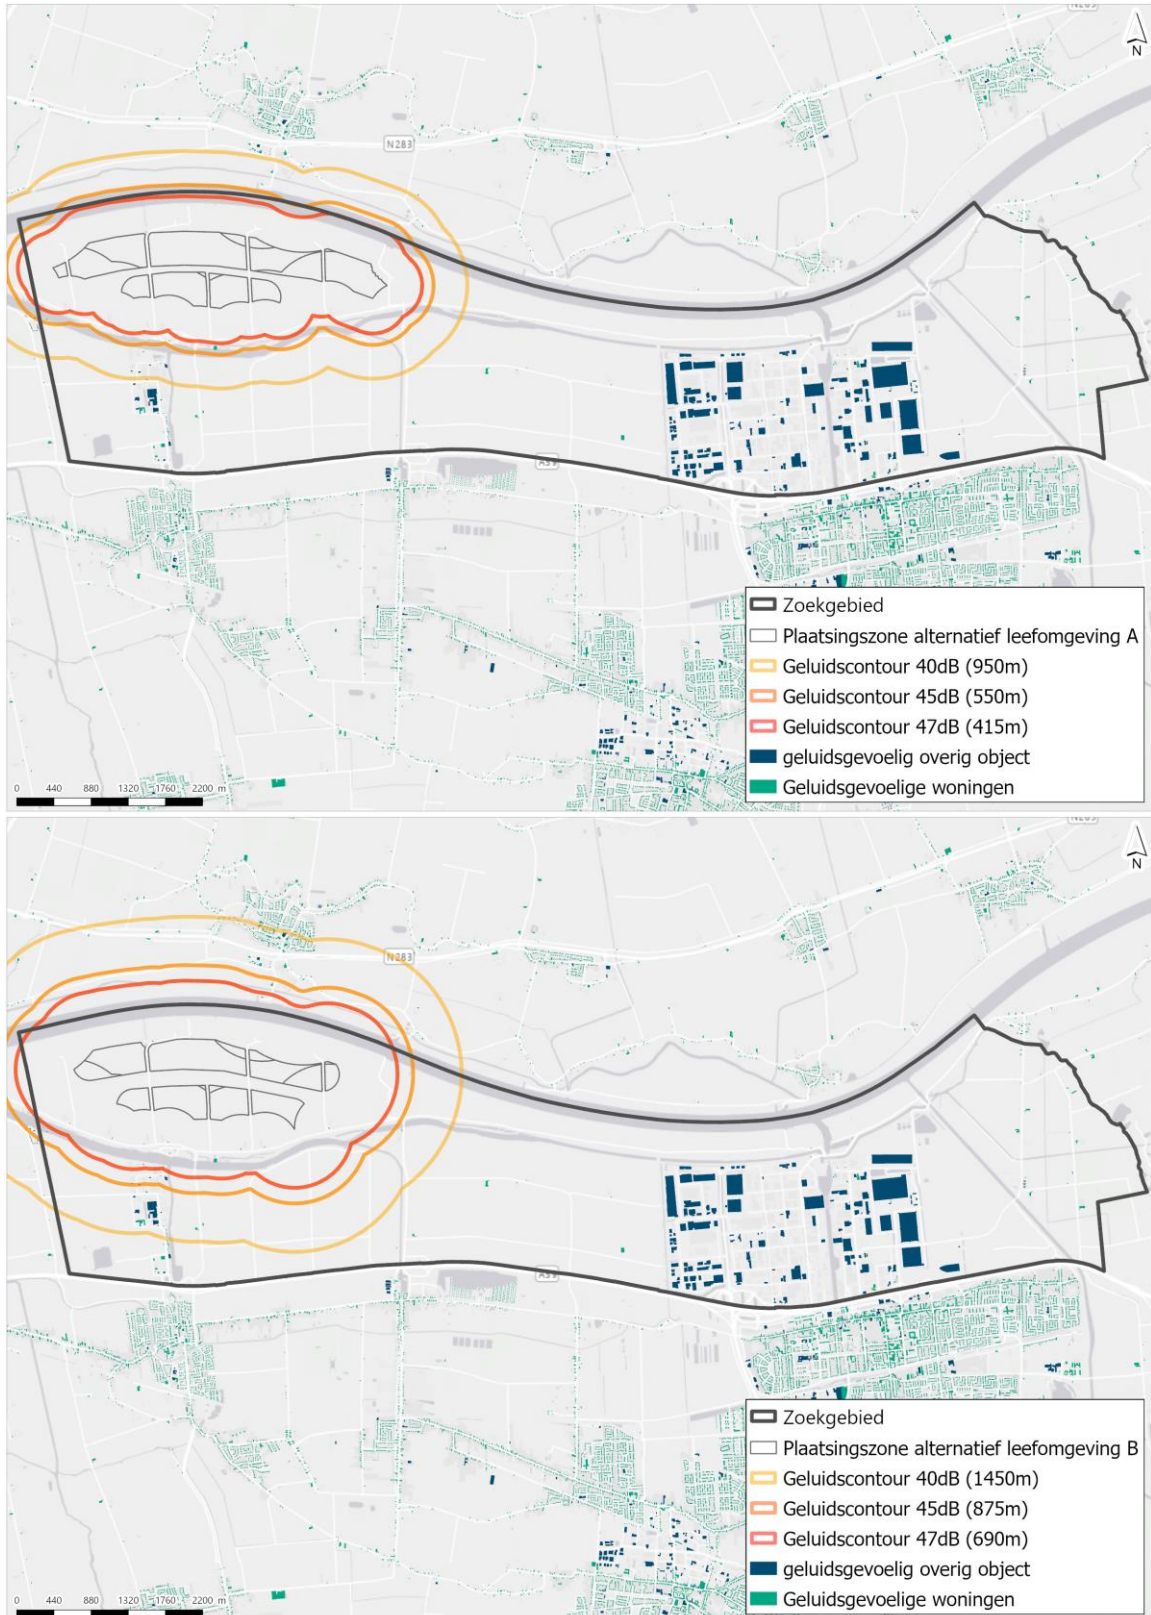 N
N283
A59
Zoekgebied
Plaatsingszone alternatief leefomgeving A
Geluidscontour 40dB (950m)
Geluidscontour 45dB (550m)
Geluidscontour 47dB (415m)
geluidsgevoelig overig object
Geluidsgevoelige woningen
0 440 880 1320 1760 2200 m
N
N283
A59
Zoekgebied
Plaatsingszone alternatief leefomgeving B
Geluidscontour 40dB (1450m)
Geluidscontour 45dB (875m)
Geluidscontour 47dB (690m)
geluidsgevoelig overig object
Geluidsgevoelige woningen
0 440 880 1320 1760 2200 m